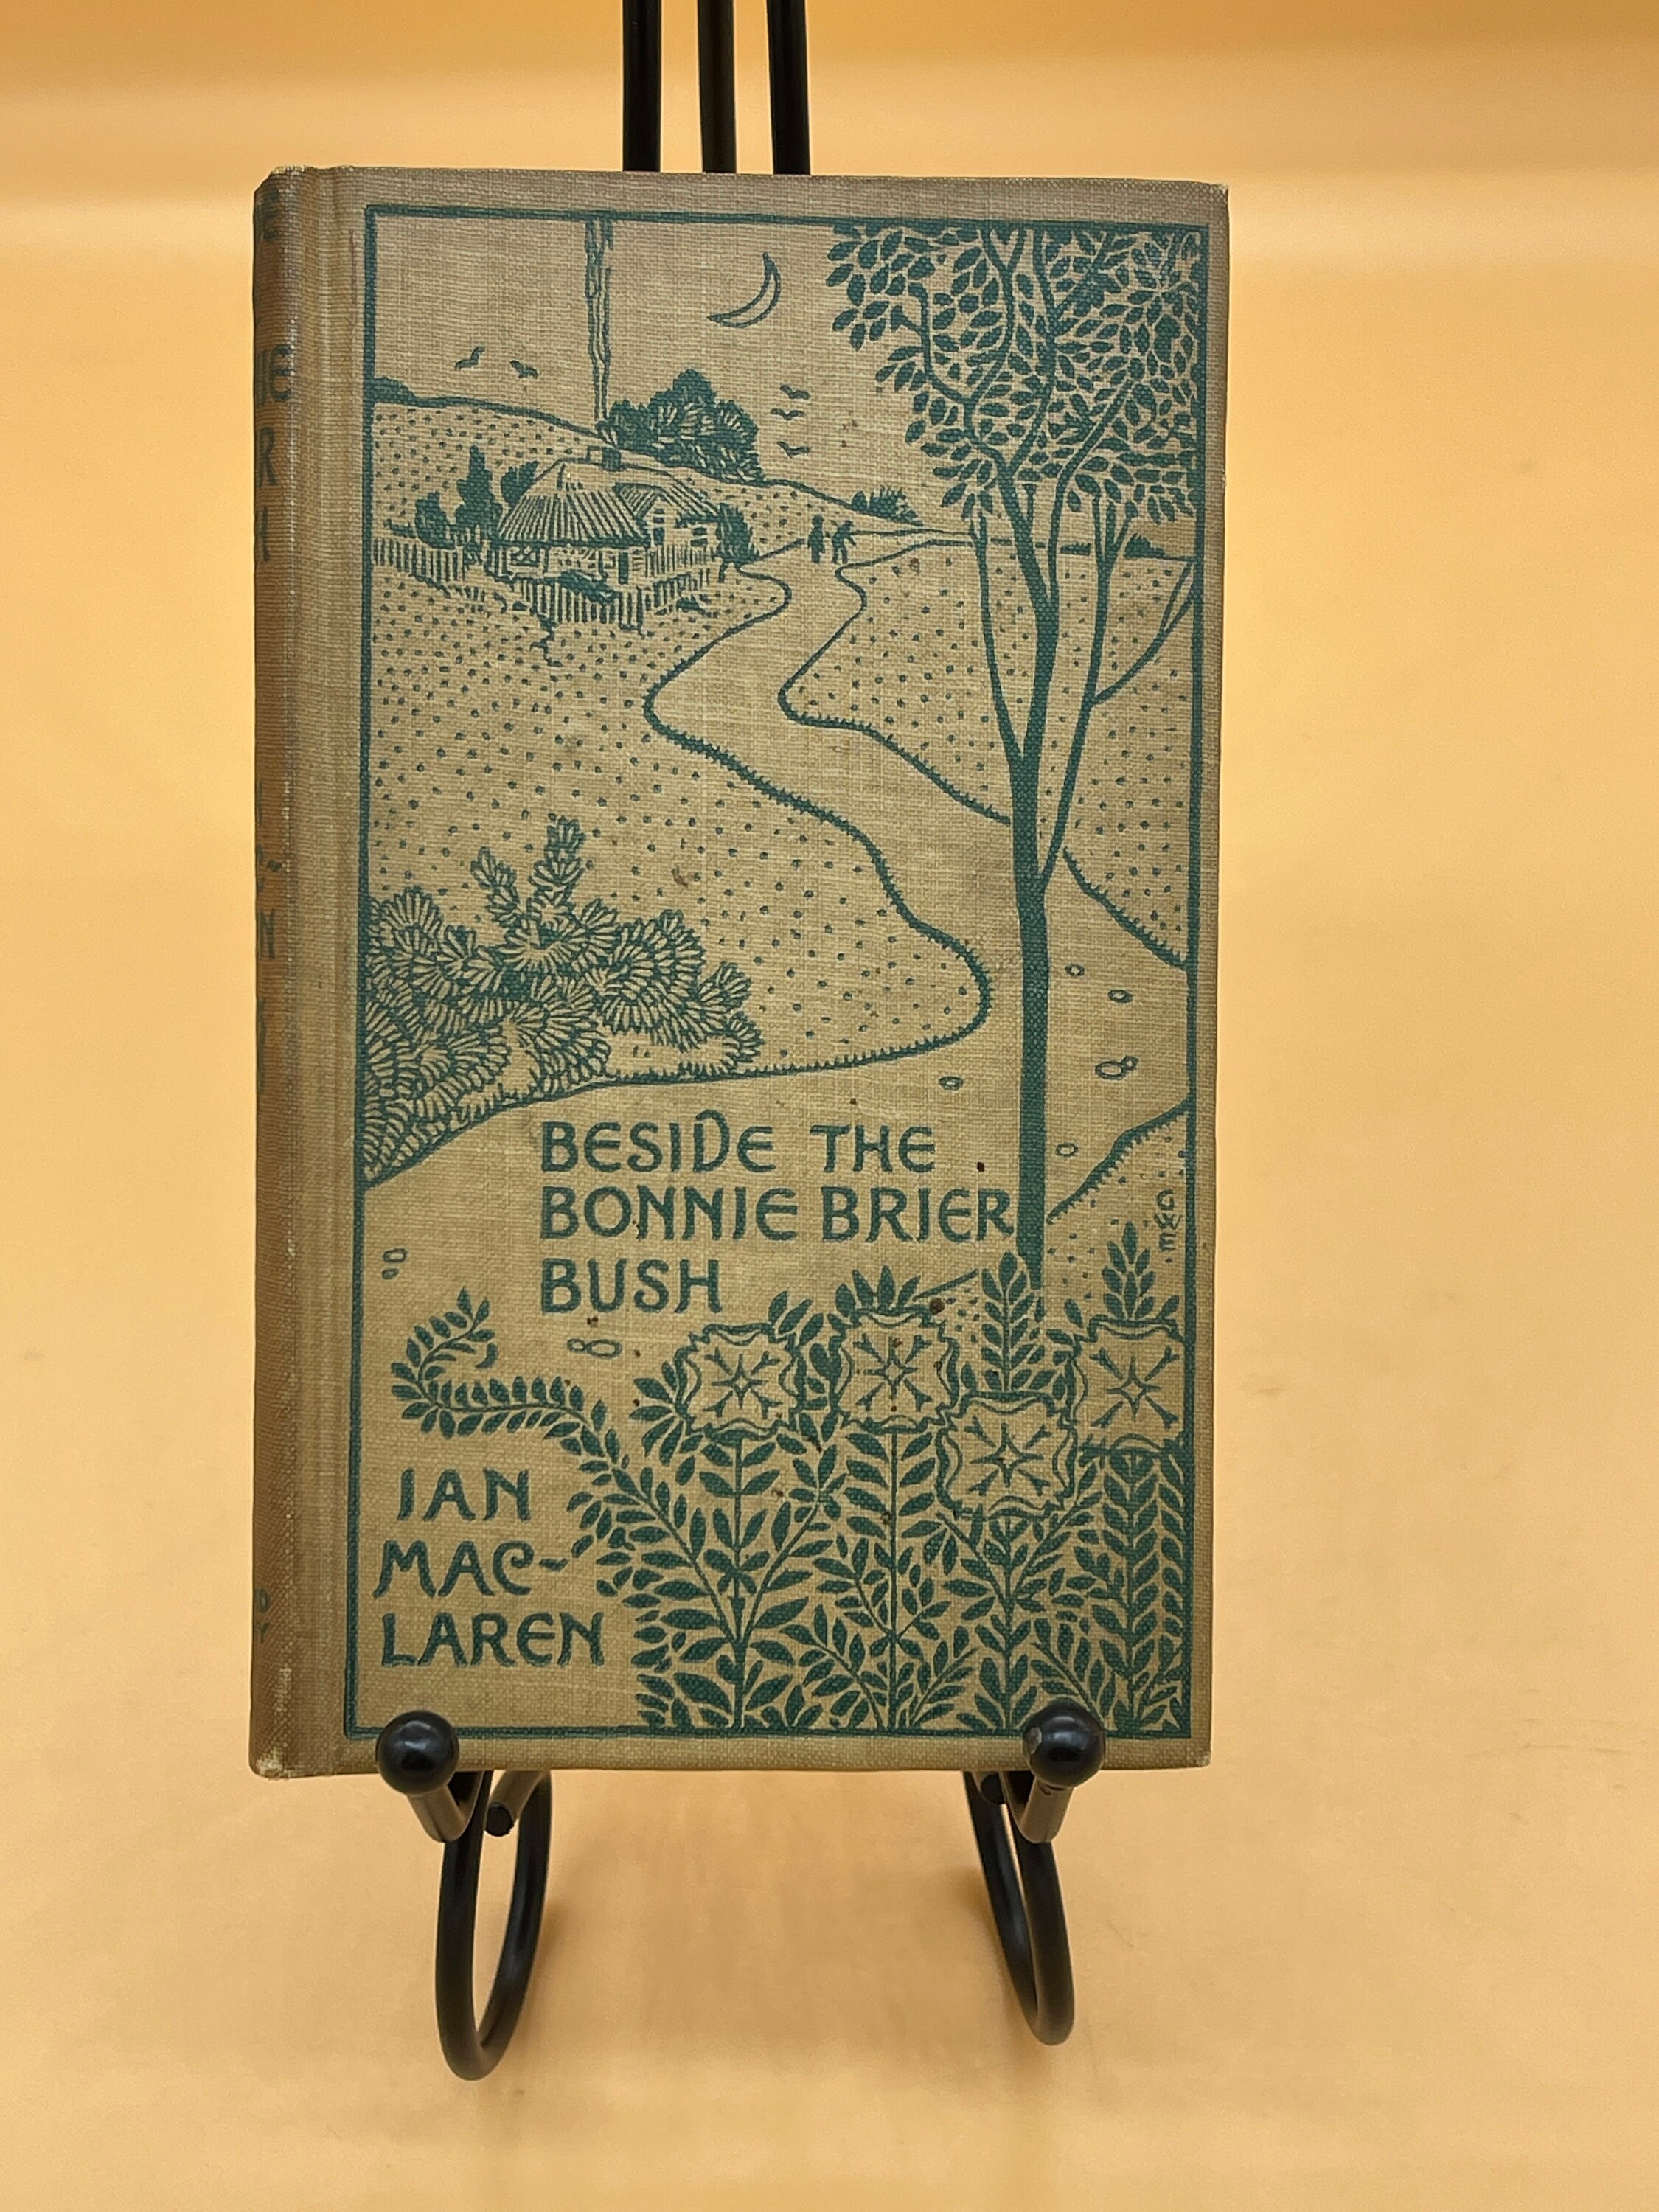 BESIDE THE
BONNIE BRIER
BUSH
IAN
MAC-
LAREN